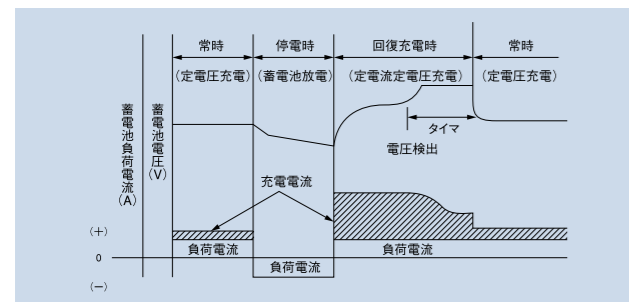 常時
停電時
回復充電時
常時
（定電圧充電）
（蓄電池放電）
（定電流定電圧充電）
（定電圧充電）
蓄電池負荷電流（A）
蓄電池電圧（V）
タイマ
電圧検出
充電電流
（＋）
負荷電流
負荷電流
0
負荷電流
（－）